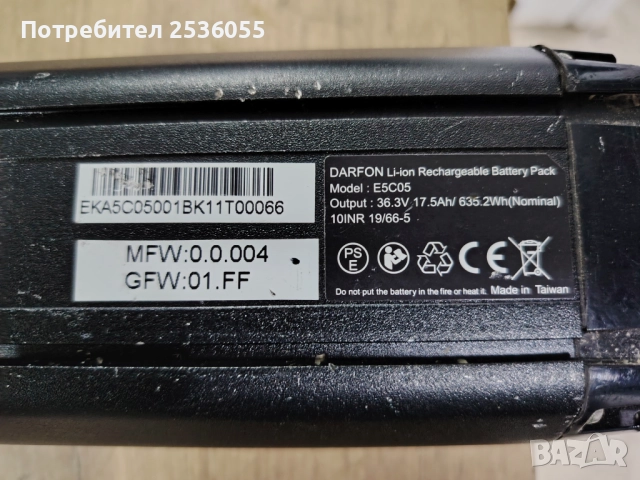 Потребител 2536055
DARFON Li-ion Rechargeable Battery Pack
Model : E5C05
Output : 36.3V 17.5Ah/ 635.2Wh(Nominal)
10INR 19/66-5
EKA5C05001BK11T00066
MFW:0.0.004
GFW:01.FF
PS
E
Do not put the battery in the fire or heat it. Made in Taiwan
BAZAR